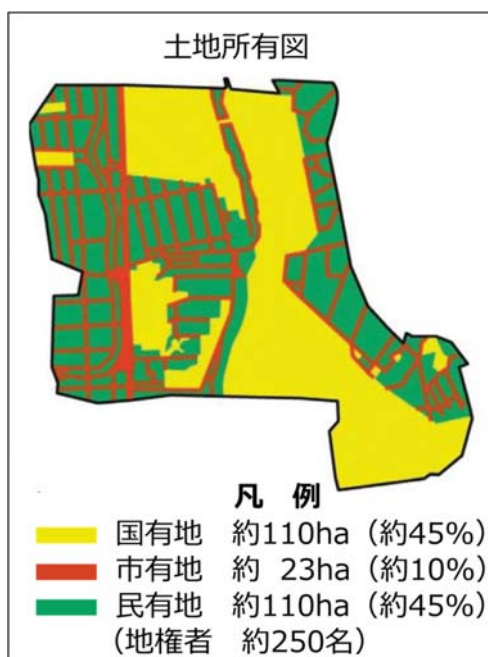 土地所有図
凡 例
国有地 約110ha（約45%）
市有地 約 23ha（約10%）
民有地 約110ha（約45%）
（地権者 約250名）